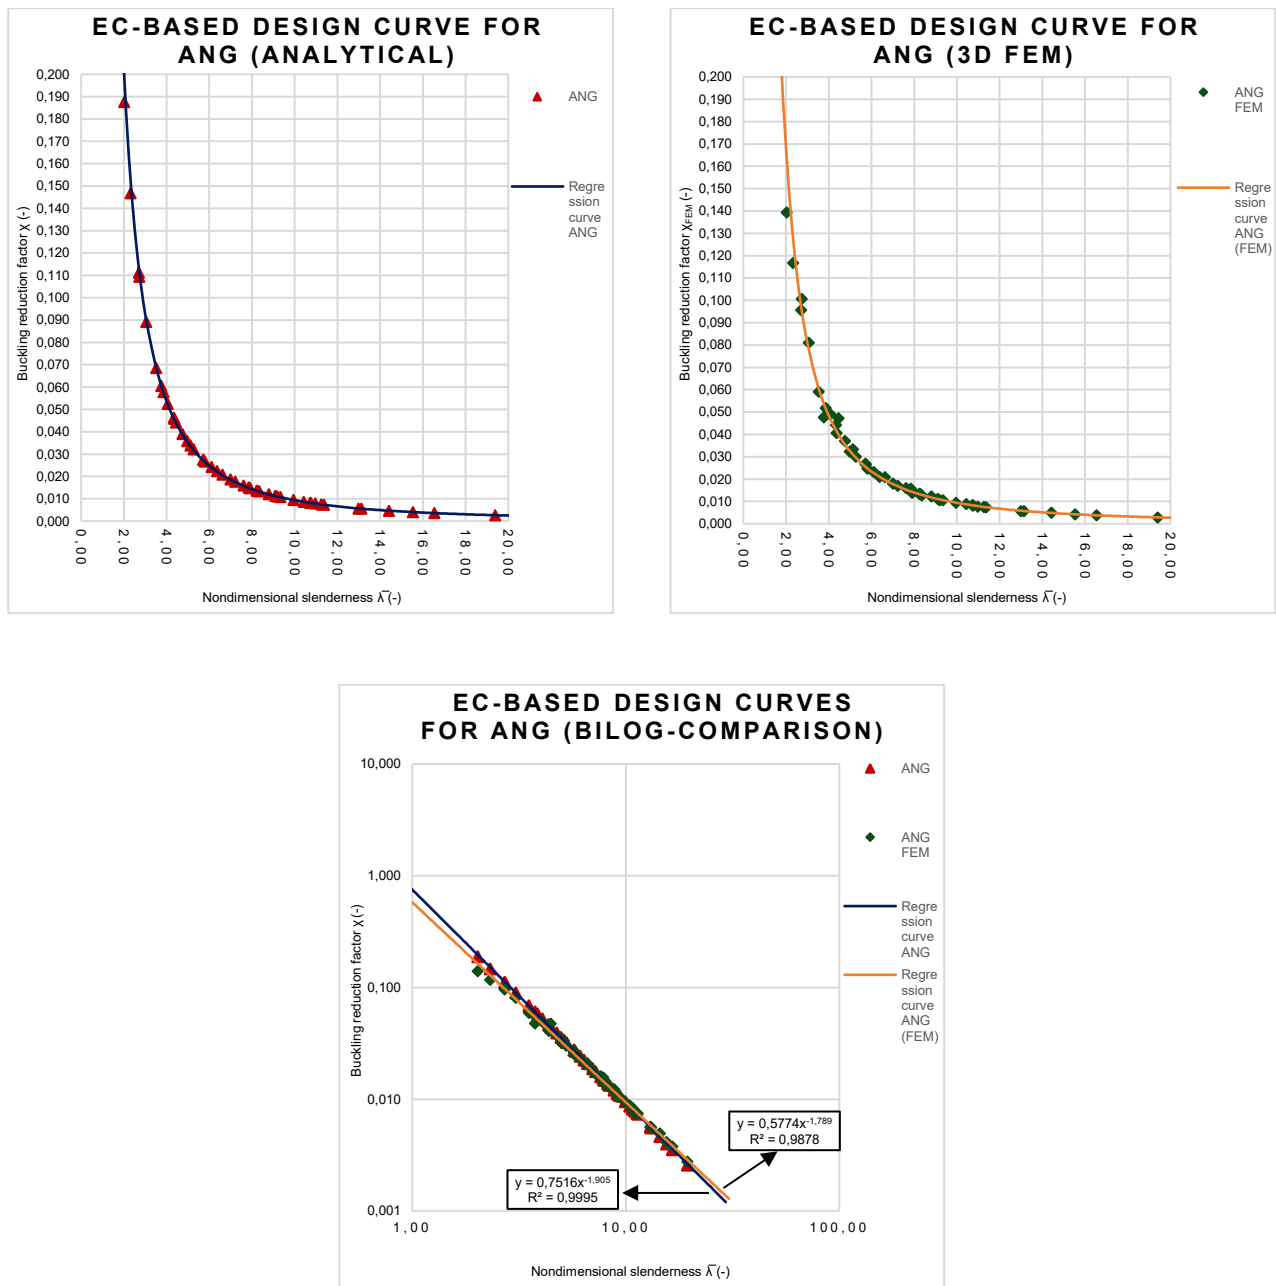 EC-BASED DESIGN CURVE FOR
ANG (ANALYTICAL)
0,200
0,190
0,180
0,170
0,160
0,150
0,140
0,130
0,120
0,110
0,100
0,090
0,080
0,070
0,060
0,050
0,040
0,030
0,020
0,010
0,000
Buckling reduction factor χ (-)
0,00
2,00
4,00
6,00
8,00
10,00
12,00
14,00
16,00
18,00
20,00
Nondimensional slenderness λ̅ (-)
ANG
Regre
ssion
curve
ANG
EC-BASED DESIGN CURVE FOR
ANG (3D FEM)
0,200
0,190
0,180
0,170
0,160
0,150
0,140
0,130
0,120
0,110
0,100
0,090
0,080
0,070
0,060
0,050
0,040
0,030
0,020
0,010
0,000
Buckling reduction factor χFEM (-)
0,00
2,00
4,00
6,00
8,00
10,00
12,00
14,00
16,00
18,00
20,00
Nondimensional slenderness λ̅ (-)
ANG
FEM
Regre
ssion
curve
ANG
(FEM)
EC-BASED DESIGN CURVES
FOR ANG (BILOG-COMPARISON)
10,000
1,000
0,100
0,010
0,001
Buckling reduction factor χ (-)
1,00
10,00
100,00
Nondimensional slenderness λ̅ (-)
ANG
ANG
FEM
Regre
ssion
curve
ANG
Regre
ssion
curve
ANG
(FEM)
y = 0,5774x-1,789
R² = 0,9878
y = 0,7516x-1,905
R² = 0,9995